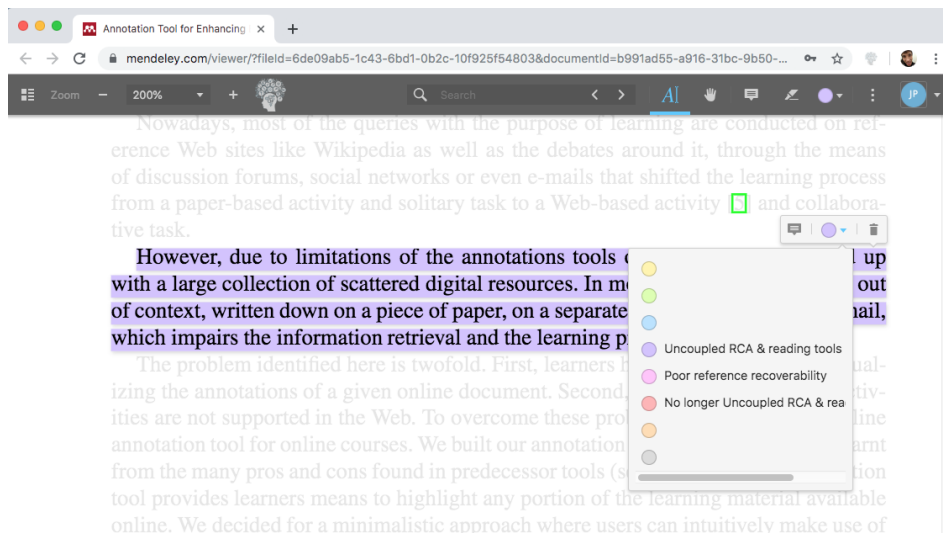 Annotation Tool for Enhancing
mendeley.com/viewer/?fileId=6de09ab5-1c43-6bd1-0b2c-10f925f54803&documentId=b991ad55-a916-31bc-9b50-...
Zoom − 200% + Search AI JP
Nowadays, most of the queries with the purpose of learning are conducted on ref-
erence Web sites like Wikipedia as well as the debates around it, through the means
of discussion forums, social networks or even e-mails that shifted the learning process
from a paper-based activity and solitary task to a Web-based activity [5] and collabora-
tive task.
However, due to limitations of the annotations tools up
with a large collection of scattered digital resources. In out
of context, written down on a piece of paper, on a separate
which impairs the information retrieval and the learning
Uncoupled RCA & reading tools
Poor reference recoverability
No longer Uncoupled RCA & rea
The problem identified here is twofold. First, learners
izing the annotations of a given online document. Second,
ities are not supported in the Web. To overcome these
annotation tool for online courses. We built our annotation
from the many pros and cons found in predecessor tools
tool provides learners means to highlight any portion of the learning material available
online. We decided for a minimalistic approach where users can intuitively make use of